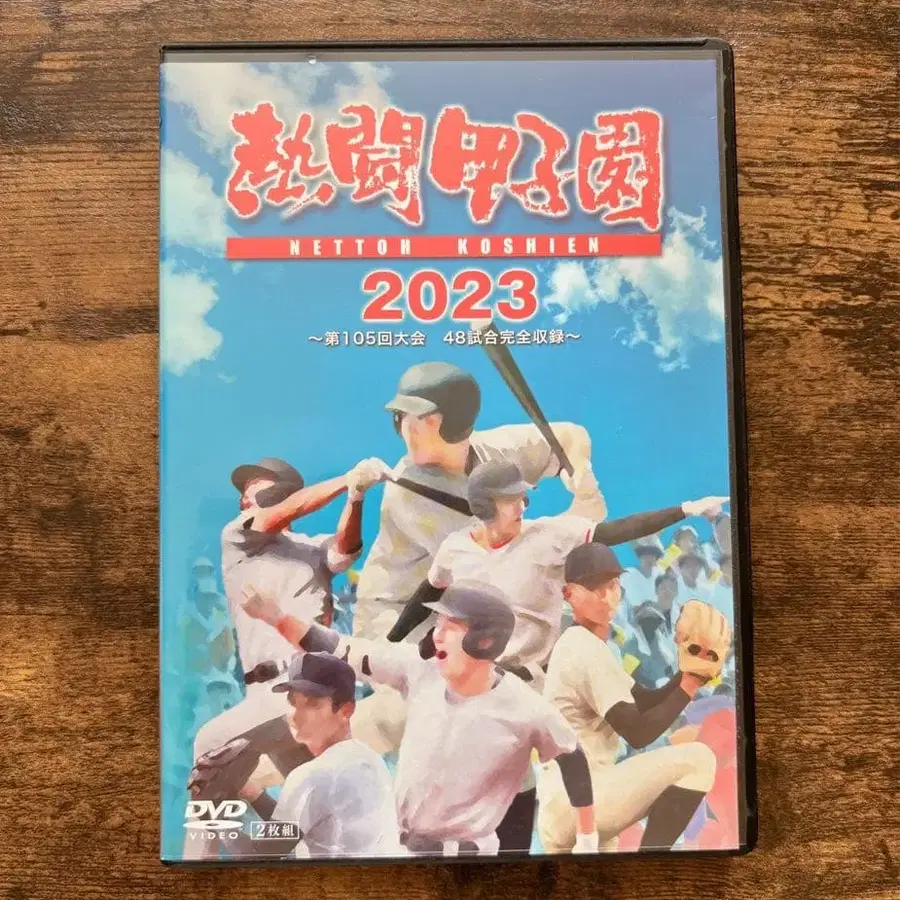 熱闘甲子園
NETTOH KOSHIEN
2023
～第105回大会 48試合完全収録～
DVD
VIDEO
2枚組